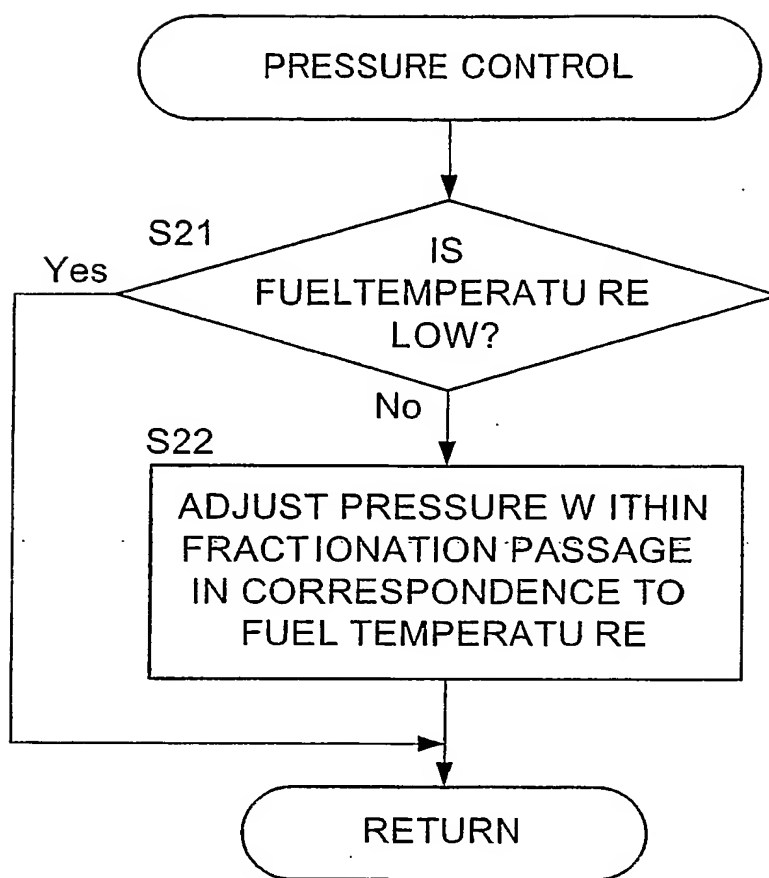 PRESSURE CONTROL
S21
Yes
IS
FUELTEMPERATU RE
LOW?
No
S22
ADJUST PRESSURE W ITHIN
FRACTIONATION PASSAGE
IN CORRESPONDENCE TO
FUEL TEMPERATU RE
RETURN